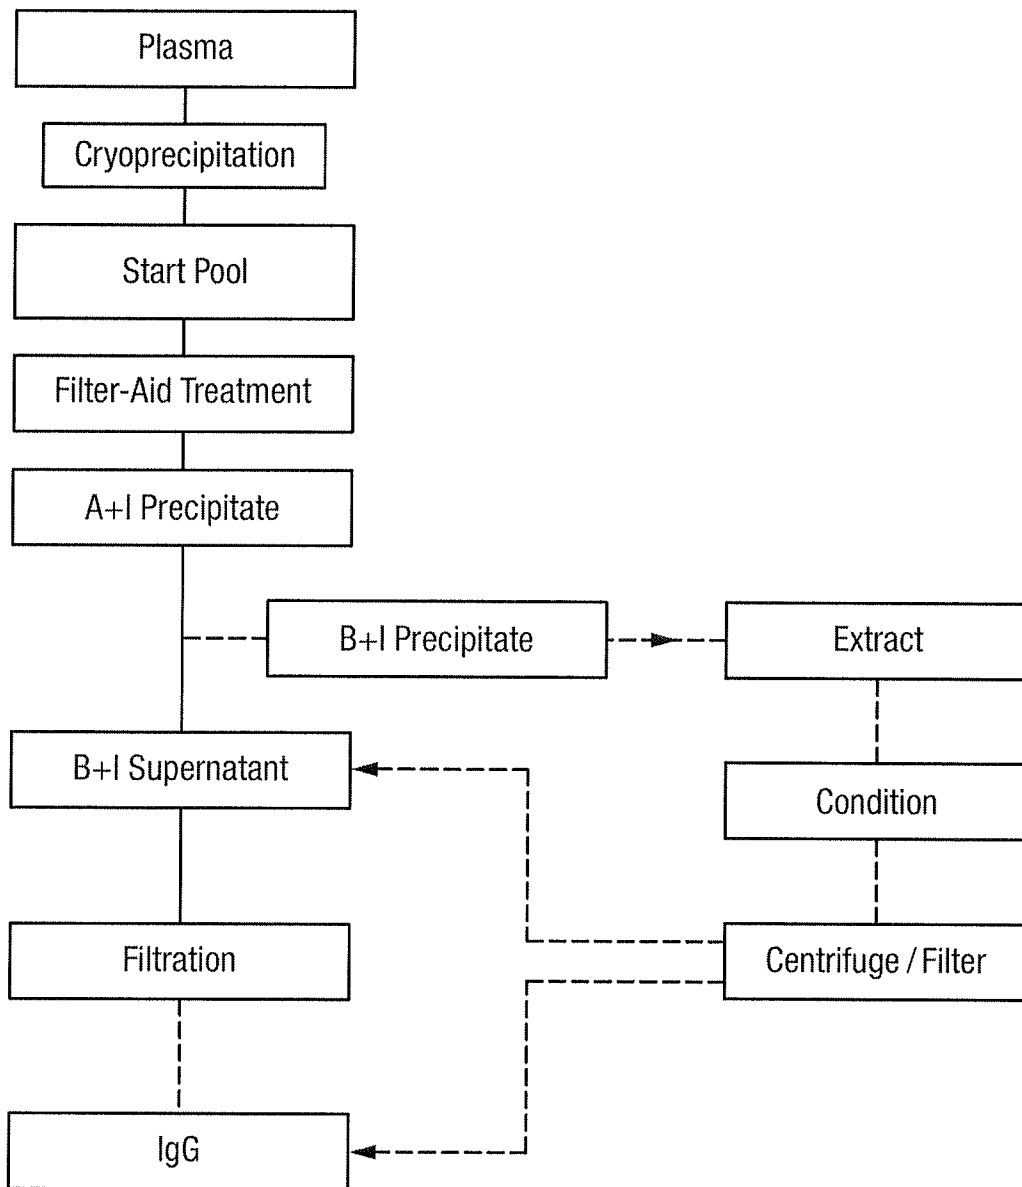 Plasma
Cryoprecipitation
Start Pool
Filter-Aid Treatment
A+I Precipitate
B+I Precipitate
Extract
B+I Supernatant
Condition
Filtration
Centrifuge / Filter
IgG